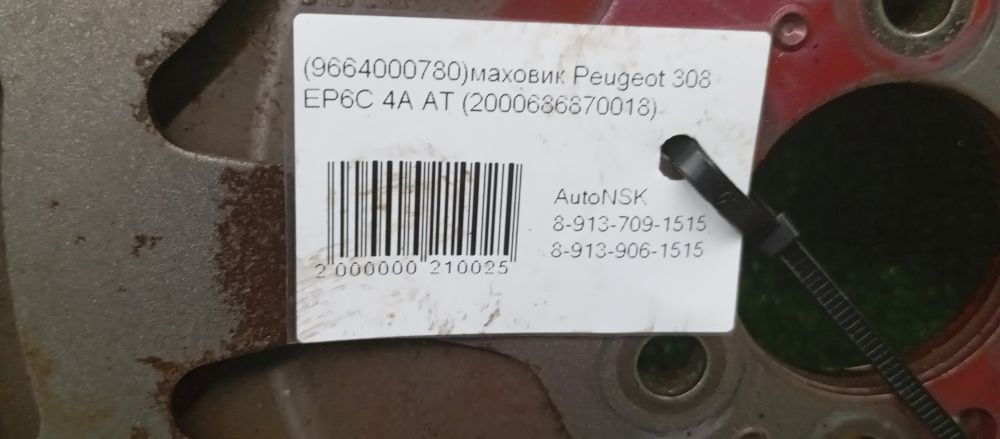 (9664000780)маховик Peugeot 308
EP6C 4A AT (2000686870018)
AutoNSK
8-913-709-1515
8-913-906-1515
2 000000 210025